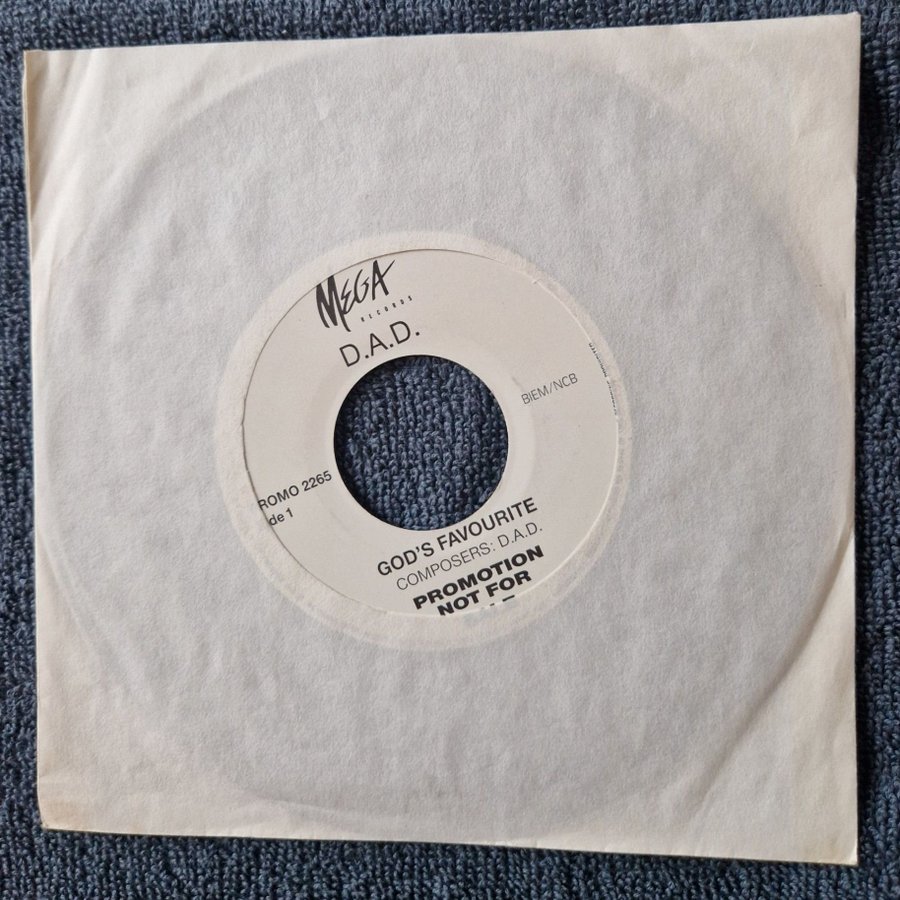 MEGA
RECORDS
D.A.D.
BIEM/NCB
ROMO 2265
de 1
GOD'S FAVOURITE
COMPOSERS: D.A.D.
PROMOTION
NOT FOR